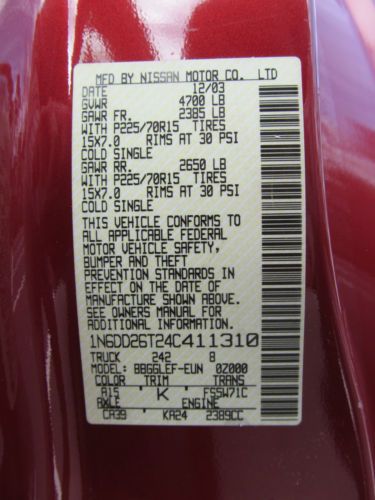 MFD BY NISSAN MOTOR CO. LTD
DATE 12/03
GVWR 4700 LB
GAWR FR. 2385 LB
WITH P225/70R15 TIRES
15X7.0 RIMS AT 30 PSI
COLD SINGLE
GAWR RR. 2650 LB
WITH P225/70R15 TIRES
15X7.0 RIMS AT 30 PSI
COLD SINGLE
THIS VEHICLE CONFORMS TO
ALL APPLICABLE FEDERAL
MOTOR VEHICLE SAFETY,
BUMPER AND THEFT
PREVENTION STANDARDS IN
EFFECT ON THE DATE OF
MANUFACTURE SHOWN ABOVE.
SEE OWNERS MANUAL FOR
ADDITIONAL INFORMATION.
1N6DD26T24C411310
TRUCK 242 8
MODEL: BBGGLEF-EUN 0Z000
COLOR TRIM TRANS
A15 K FS5W71C
AXLE ENGINE
CA39 KA24 2389CC